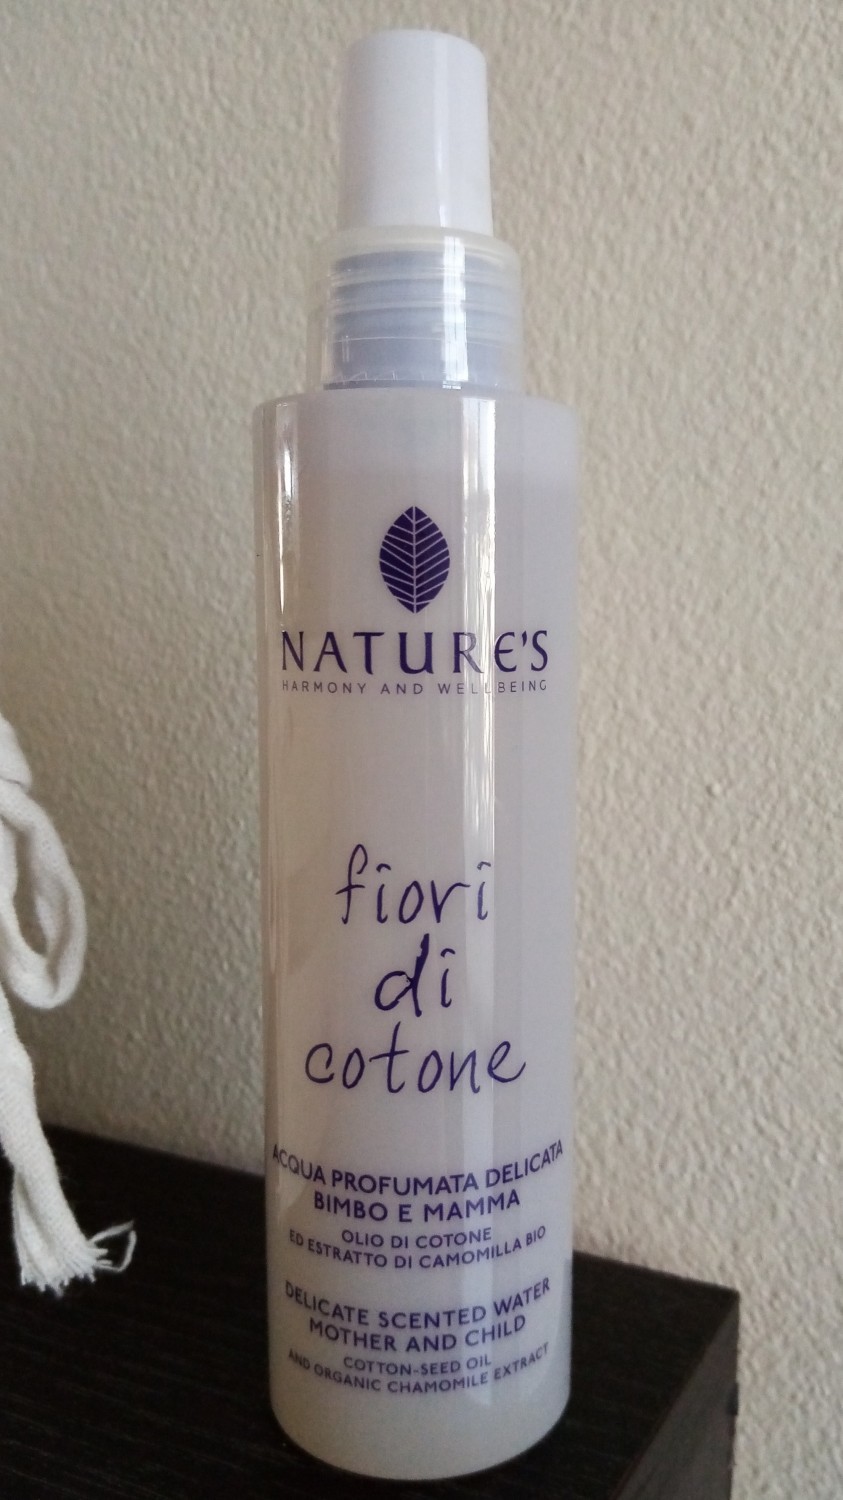 NATURE'S
HARMONY AND WELLBEING
fiori
di
cotone
ACQUA PROFUMATA DELICATA
BIMBO E MAMMA
OLIO DI COTONE
ED ESTRATTO DI CAMOMILLA BIO
DELICATE SCENTED WATER
MOTHER AND CHILD
COTTON-SEED OIL
AND ORGANIC CHAMOMILE EXTRACT